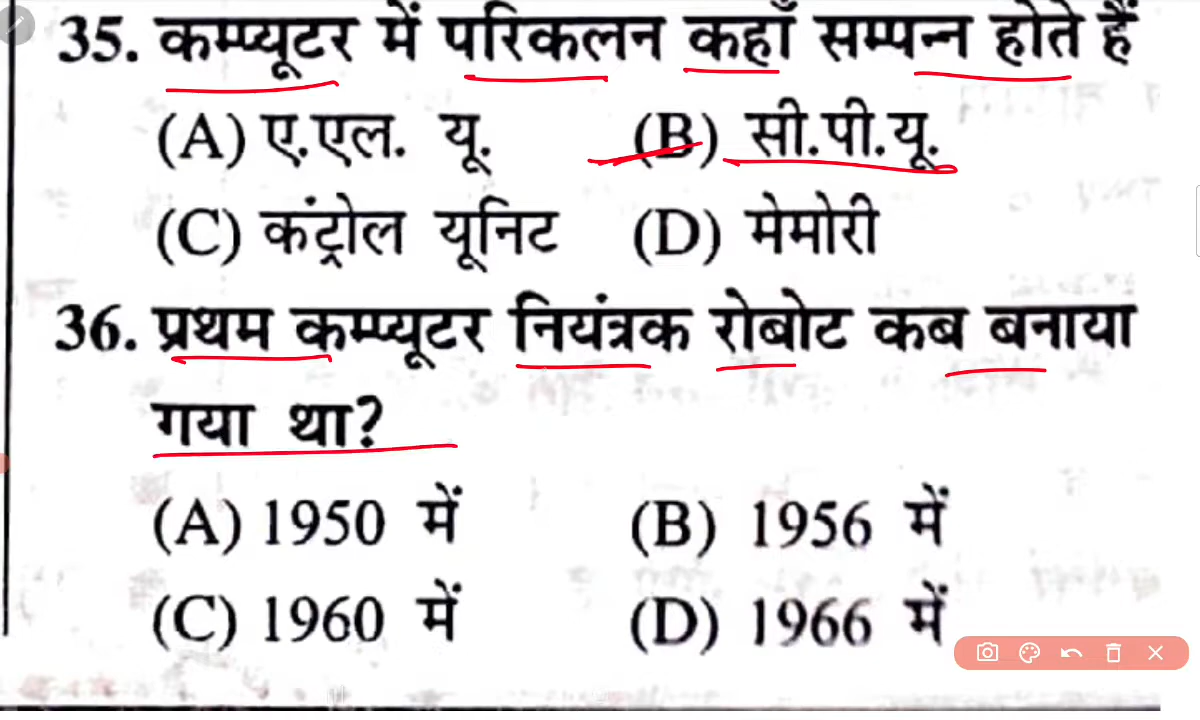 35. कम्प्यूटर में परिकलन कहाँ सम्पन्न होते हैं
(A) ए.एल. यू. (B) सी.पी.यू.
(C) कंट्रोल यूनिट (D) मेमोरी
36. प्रथम कम्प्यूटर नियंत्रक रोबोट कब बनाया
गया था?
(A) 1950 में (B) 1956 में
(C) 1960 में (D) 1966 में